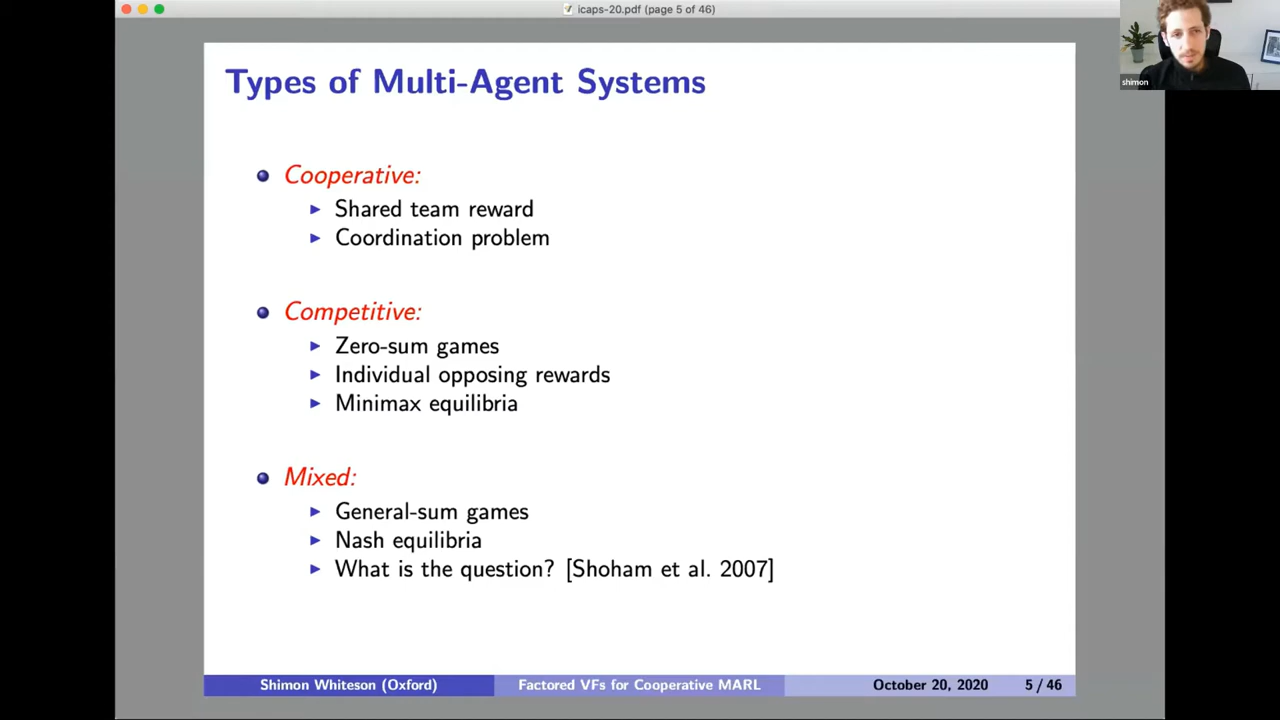 icaps-20.pdf (page 5 of 46)
shimon
Types of Multi-Agent Systems
Cooperative:
Shared team reward
Coordination problem
Competitive:
Zero-sum games
Individual opposing rewards
Minimax equilibria
Mixed:
General-sum games
Nash equilibria
What is the question? [Shoham et al. 2007]
Shimon Whiteson (Oxford) Factored VFs for Cooperative MARL October 20, 2020 5 / 46